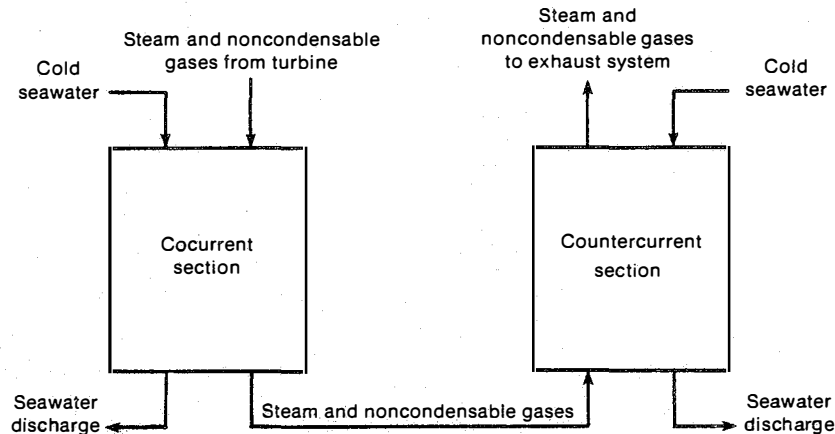 Steam and noncondensable
gases from turbine
Cold
seawater
Cocurrent
section
Seawater
discharge
Steam and noncondensable gases
Steam and
noncondensable gases
to exhaust system
Cold
seawater
Countercurrent
section
Seawater
discharge